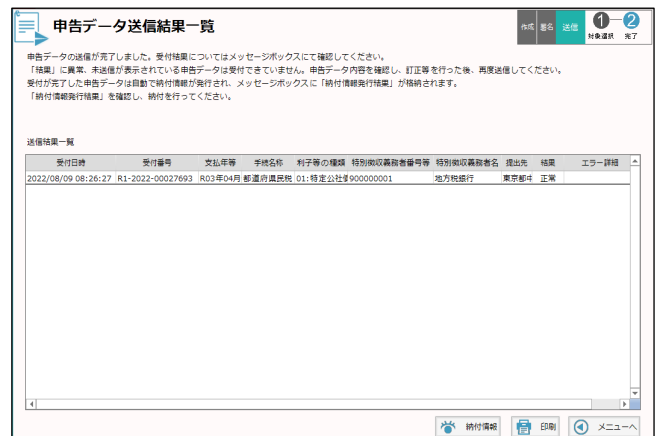 申告データ送信結果一覧
作成 署名 送信 1 2
対象選択 完了
申告データの送信が完了しました。受付結果についてはメッセージボックスにて確認してください。
「結果」に異常、未送信が表示されている申告データは受付できていません。申告データ内容を確認し、訂正等を行った後、再度送信してください。
受付が完了した申告データは自動で納付情報が発行され、メッセージボックスに「納付情報発行結果」が格納されます。
「納付情報発行結果」を確認し、納付を行ってください。
送信結果一覧
受付日時 受付番号 支払年等 手続名称 利子等の種類 特別徴収義務者番号等 特別徴収義務者名 提出先 結果 エラー詳細
2022/08/09 08:26:27 R1-2022-00027693 R03年04月 都道府県民税 01:特定公社債 900000001 地方税銀行 東京都中 正常
納付情報 印刷 メニューへ